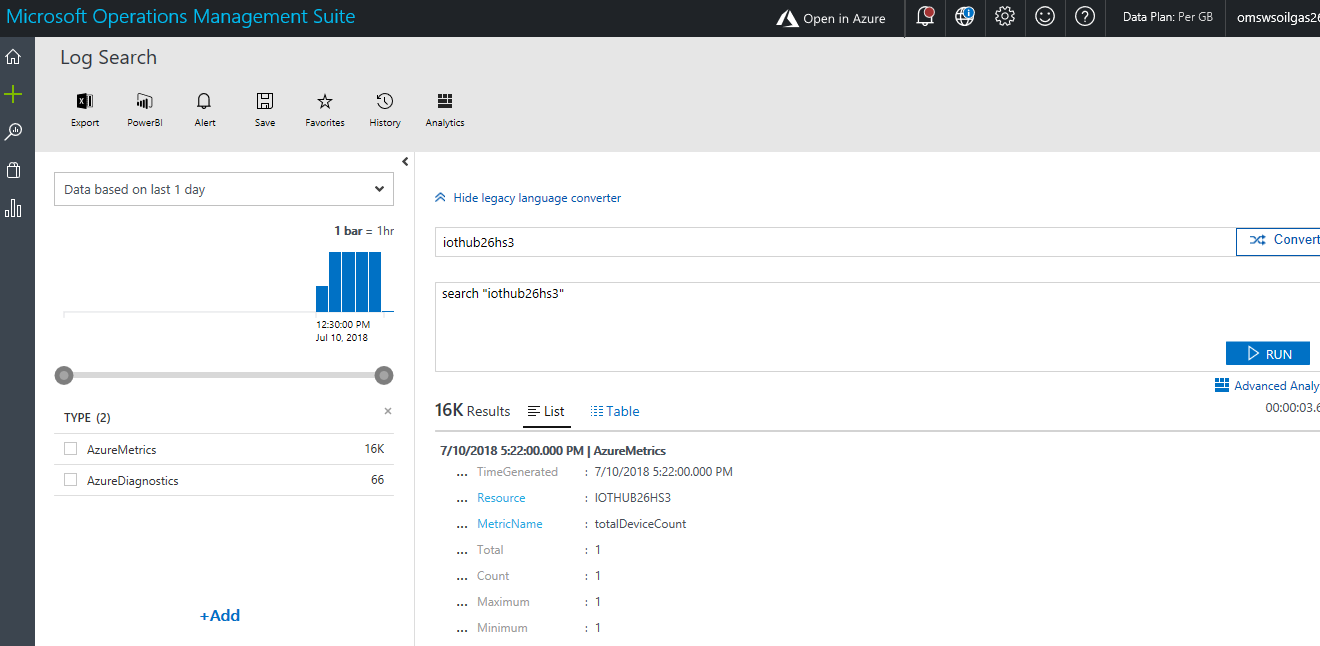 Microsoft Operations Management Suite
Open in Azure
Data Plan: Per GB
omswsoilgas26
Log Search
Export
PowerBI
Alert
Save
Favorites
History
Analytics
Data based on last 1 day
1 bar = 1hr
12:30:00 PM
Jul 10, 2018
TYPE (2)
AzureMetrics 16K
AzureDiagnostics 66
+Add
Hide legacy language converter
iothub26hs3
Convert
search "iothub26hs3"
RUN
Advanced Analy
16K Results
List
Table
00:00:03.6
7/10/2018 5:22:00.000 PM | AzureMetrics
... TimeGenerated : 7/10/2018 5:22:00.000 PM
... Resource : IOTHUB26HS3
... MetricName : totalDeviceCount
... Total : 1
... Count : 1
... Maximum : 1
... Minimum : 1